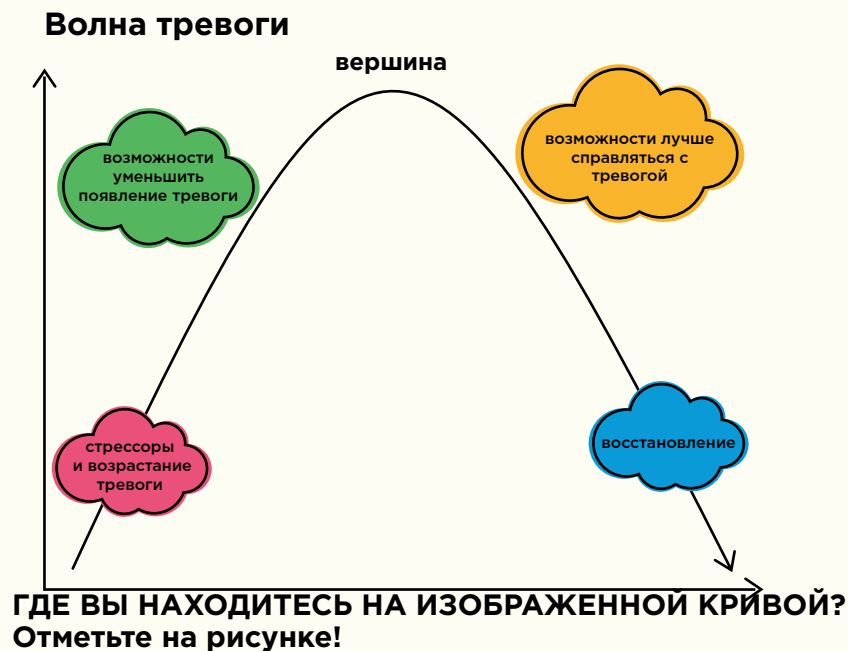 Волна тревоги
вершина
возможности
уменьшить
появление тревоги
возможности лучше
справляться с
тревогой
стрессоры
и возрастание
тревоги
восстановление
ГДЕ ВЫ НАХОДИТЕСЬ НА ИЗОБРАЖЕННОЙ КРИВОЙ?
Отметьте на рисунке!